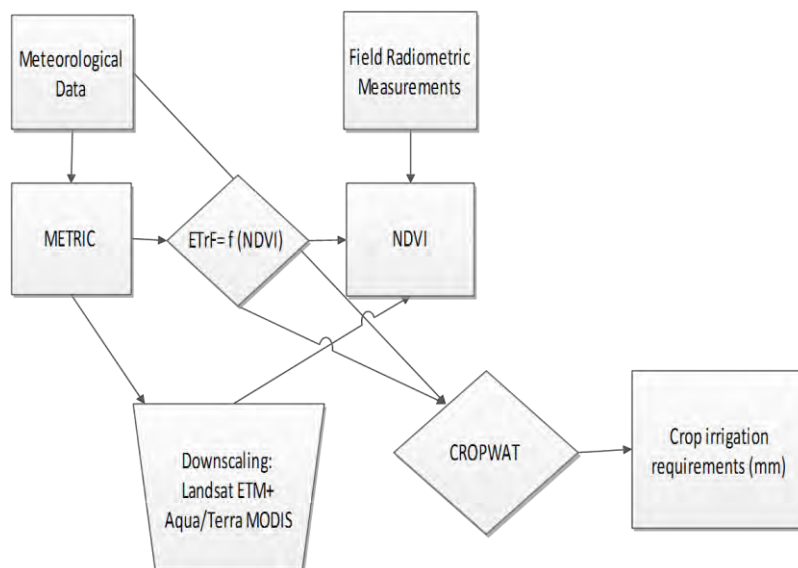 Meteorological
Data
Field Radiometric
Measurements
METRIC
ETrF= f (NDVI)
NDVI
Downscaling:
Landsat ETM+
Aqua/Terra MODIS
CROPWAT
Crop irrigation
requirements (mm)